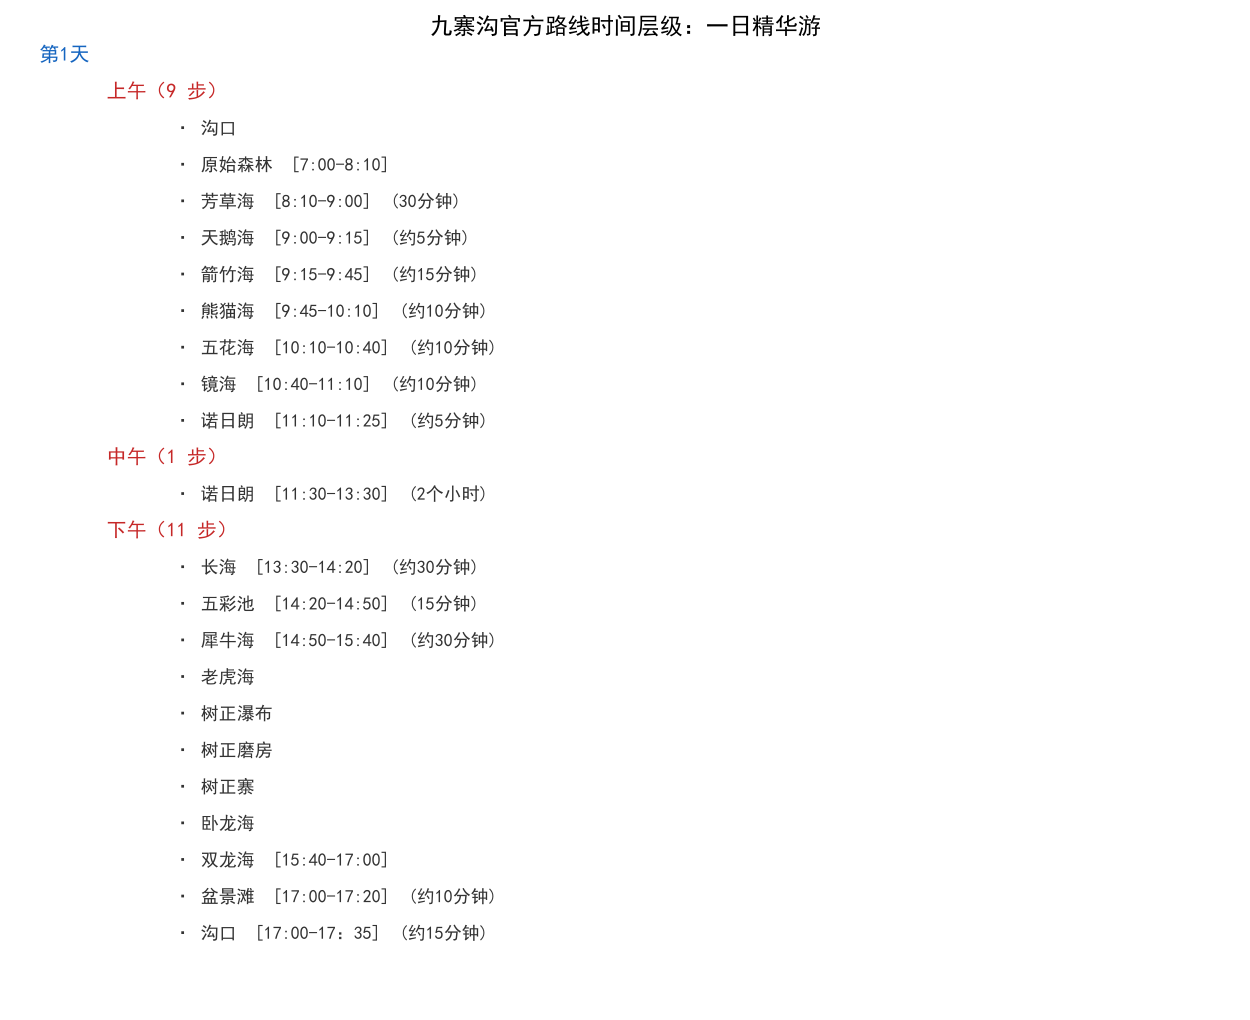 九寨沟官方路线时间层级：一日精华游
第1天
上午（9 步）
· 沟口
· 原始森林 [7:00-8:10]
· 芳草海 [8:10-9:00] （30分钟）
· 天鹅海 [9:00-9:15] （约5分钟）
· 箭竹海 [9:15-9:45] （约15分钟）
· 熊猫海 [9:45-10:10] （约10分钟）
· 五花海 [10:10-10:40] （约10分钟）
· 镜海 [10:40-11:10] （约10分钟）
· 诺日朗 [11:10-11:25] （约5分钟）
中午（1 步）
· 诺日朗 [11:30-13:30] （2个小时）
下午（11 步）
· 长海 [13:30-14:20] （约30分钟）
· 五彩池 [14:20-14:50] （15分钟）
· 犀牛海 [14:50-15:40] （约30分钟）
· 老虎海
· 树正瀑布
· 树正磨房
· 树正寨
· 卧龙海
· 双龙海 [15:40-17:00]
· 盆景滩 [17:00-17:20] （约10分钟）
· 沟口 [17:00-17：35] （约15分钟）